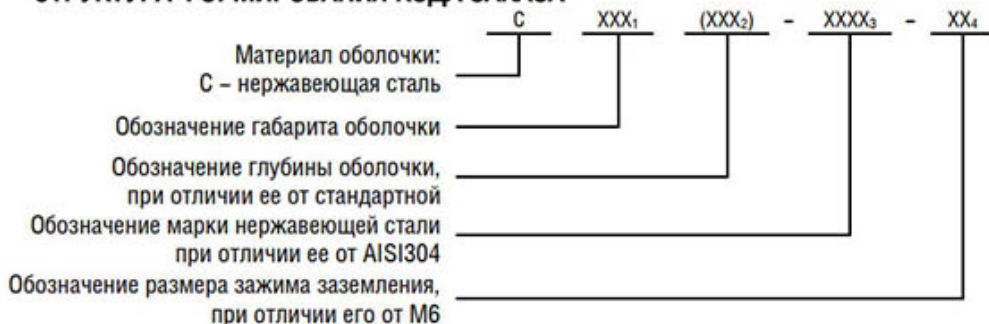 С XXX₁ (XXX₂) – XXXX₃ – XX₄
Материал оболочки:
С – нержавеющая сталь
Обозначение габарита оболочки
Обозначение глубины оболочки,
при отличии ее от стандартной
Обозначение марки нержавеющей стали
при отличии ее от AISI304
Обозначение размера зажима заземления,
при отличии его от М6